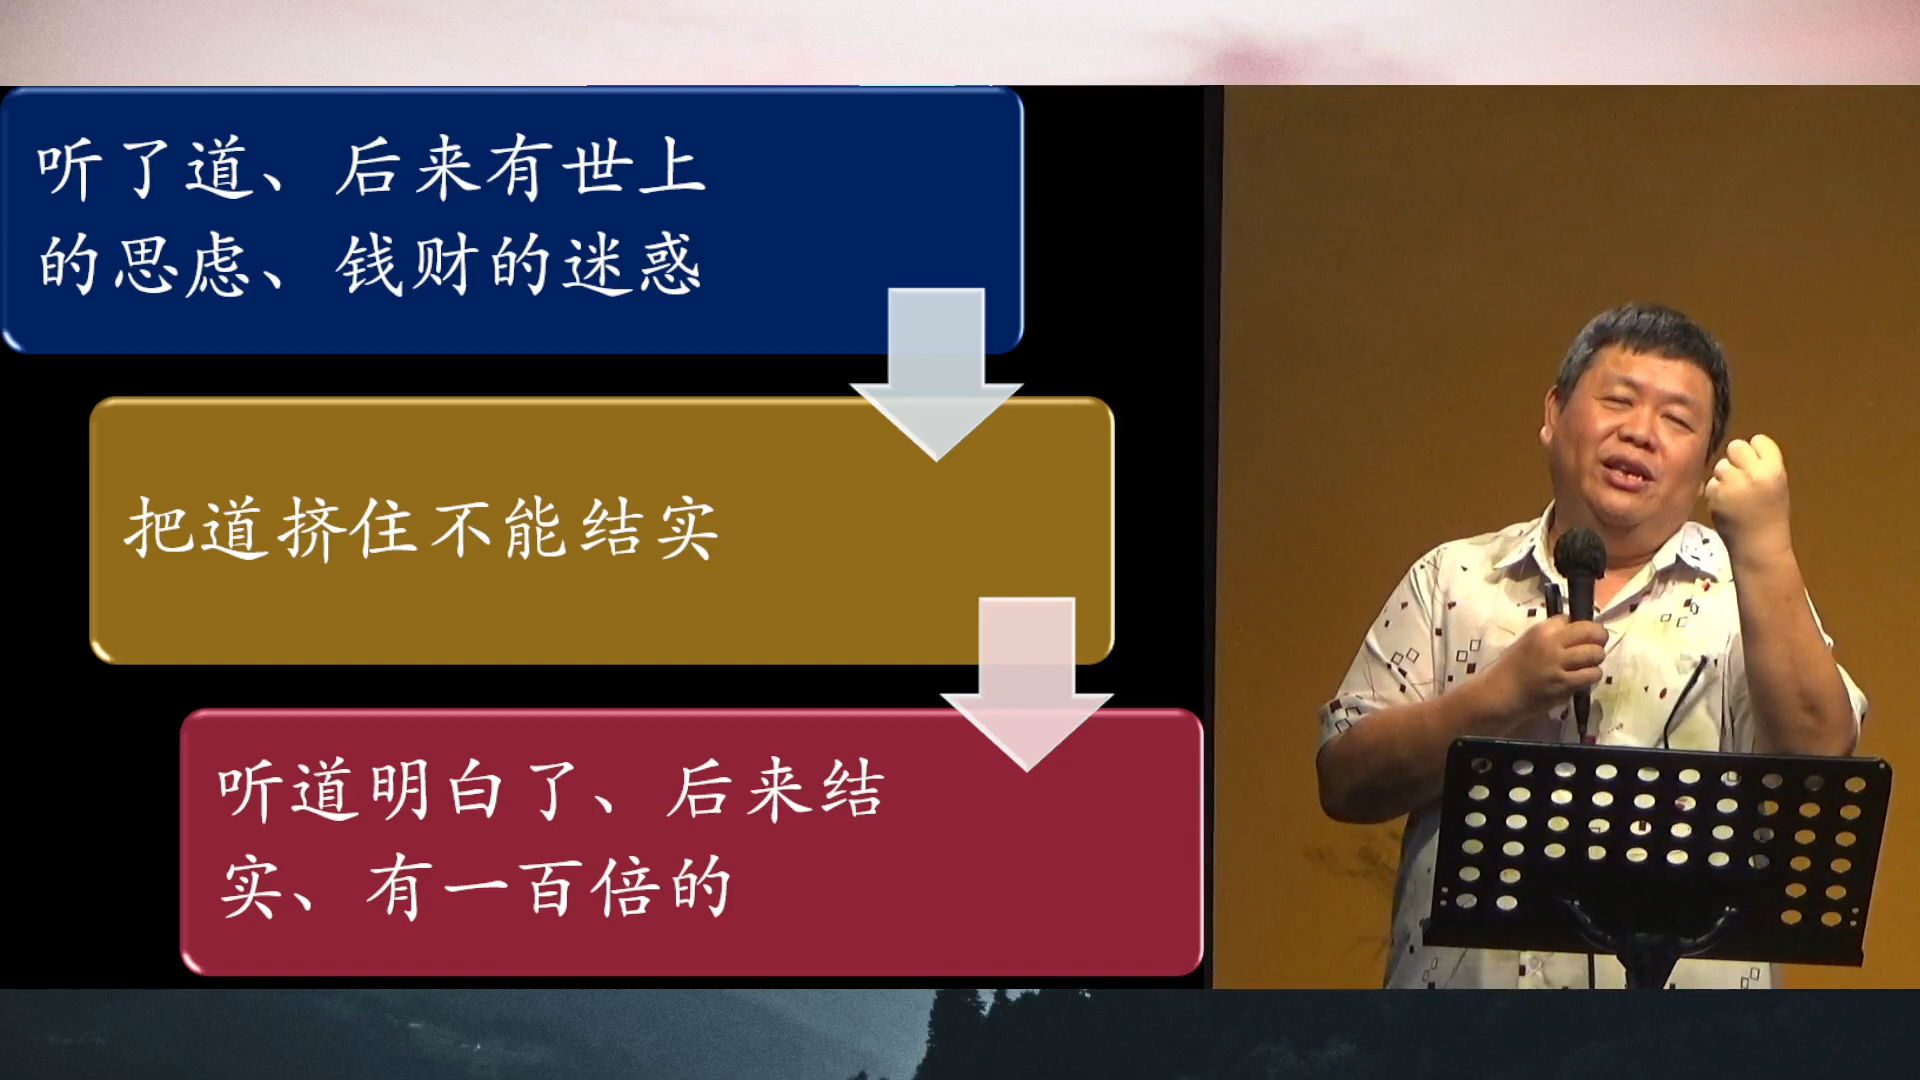 听了道、后来有世上
的思虑、钱财的迷惑
把道挤住不能结实
听道明白了、后来结
实、有一百倍的